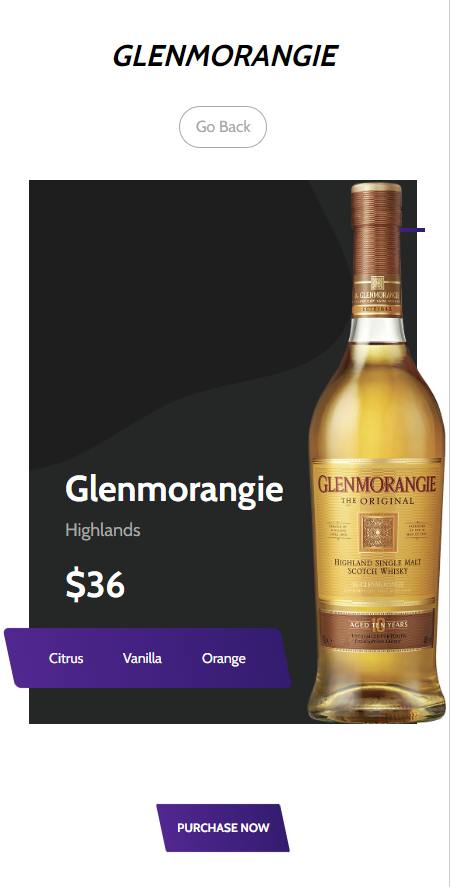 GLENMORANGIE
Go Back
GLENMORANGIE
THE ORIGINAL
HIGHLAND SINGLE MALT
SCOTCH WHISKY
AGED 10 YEARS
Glenmorangie
Highlands
$36
Citrus Vanilla Orange
PURCHASE NOW